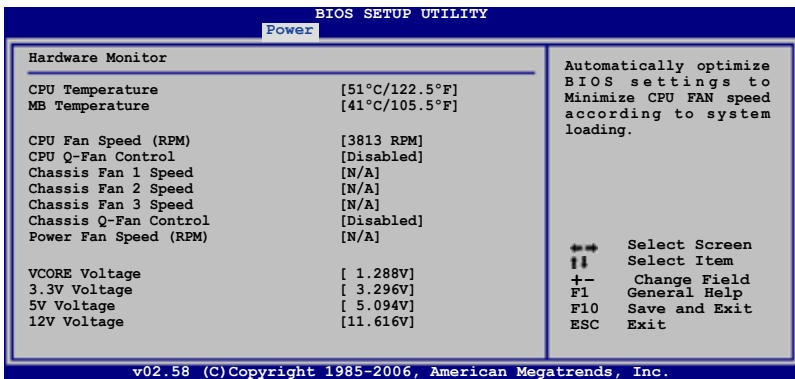 BIOS SETUP UTILITY
Power
Hardware Monitor
CPU Temperature [51°C/122.5°F]
MB Temperature [41°C/105.5°F]
CPU Fan Speed (RPM) [3813 RPM]
CPU Q-Fan Control [Disabled]
Chassis Fan 1 Speed [N/A]
Chassis Fan 2 Speed [N/A]
Chassis Fan 3 Speed [N/A]
Chassis Q-Fan Control [Disabled]
Power Fan Speed (RPM) [N/A]
VCORE Voltage [ 1.288V]
3.3V Voltage [ 3.296V]
5V Voltage [ 5.094V]
12V Voltage [11.616V]
Automatically optimize
BIOS settings to
Minimize CPU FAN speed
according to system
loading.
←→ Select Screen
↑↓ Select Item
+- Change Field
F1 General Help
F10 Save and Exit
ESC Exit
v02.58 (C)Copyright 1985-2006, American Megatrends, Inc.